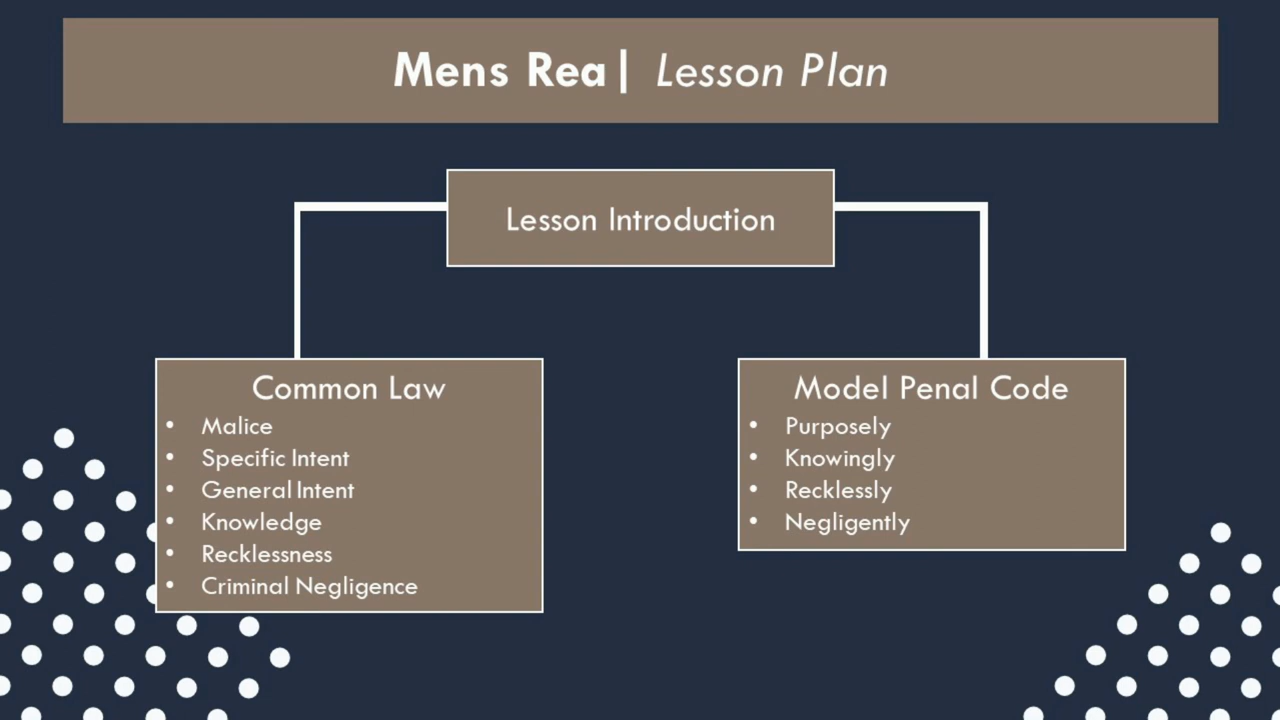 Mens Rea| Lesson Plan
Lesson Introduction
Common Law
• Malice
• Specific Intent
• General Intent
• Knowledge
• Recklessness
• Criminal Negligence
Model Penal Code
• Purposely
• Knowingly
• Recklessly
• Negligently